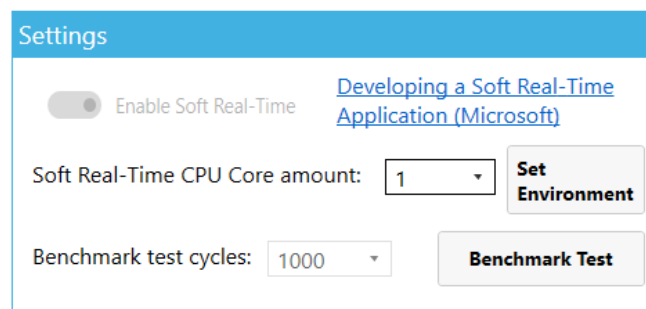 Settings
Enable Soft Real-Time
Developing a Soft Real-Time
Application (Microsoft)
Soft Real-Time CPU Core amount:
1
Set
Environment
Benchmark test cycles:
1000
Benchmark Test